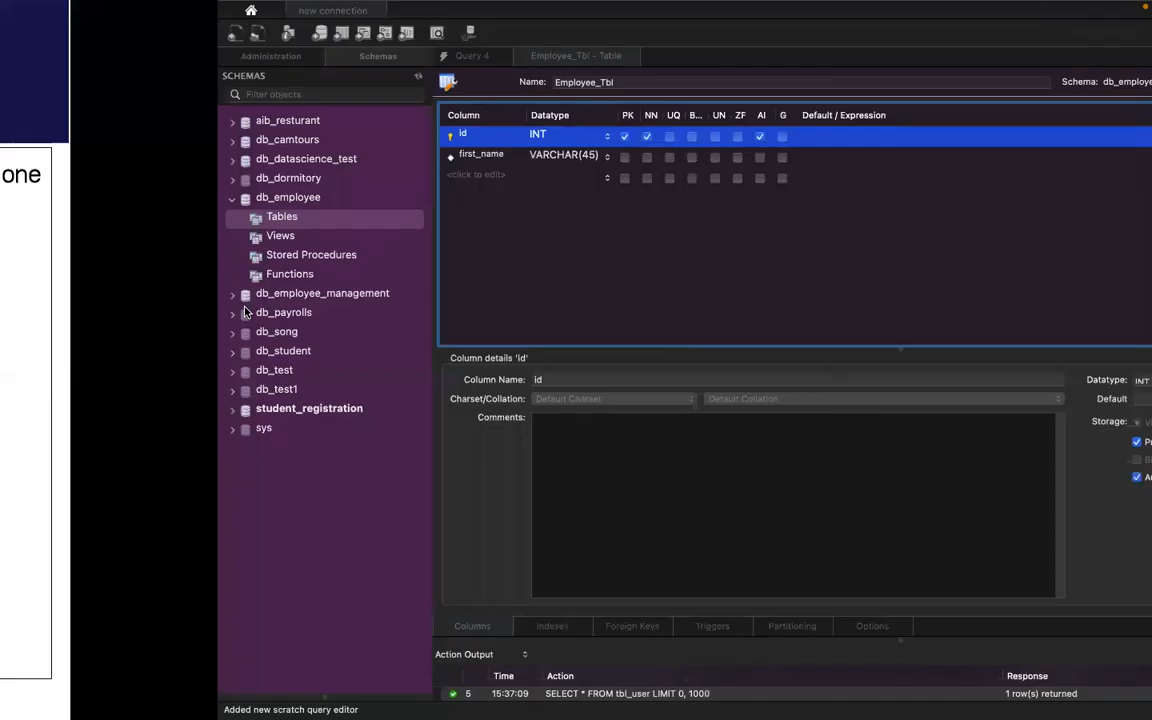 one
new connection
Administration
Schemas
Query 4
Employee_Tbl - Table
SCHEMAS
Filter objects
Name:
Employee_Tbl
Schema:
db_employe
aib_resturant
db_camtours
db_datascience_test
db_dormitory
db_employee
Tables
Views
Stored Procedures
Functions
db_employee_management
db_payrolls
db_song
db_student
db_test
db_test1
student_registration
sys
Column Datatype PK NN UQ B... UN ZF AI G Default / Expression
id INT
first_name VARCHAR(45)
<click to edit>
Column details 'id'
Column Name: id
Datatype: INT
Charset/Collation: Default Charset Default Collation
Default
Comments:
Storage:
Columns Indexes Foreign Keys Triggers Partitioning Options
Action Output
Time Action Response
5 15:37:09 SELECT * FROM tbl_user LIMIT 0, 1000 1 row(s) returned
Added new scratch query editor